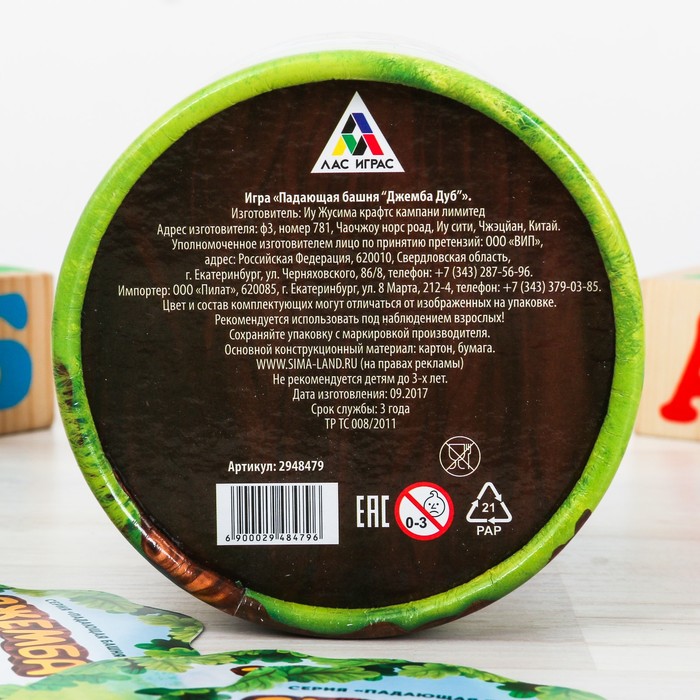 ЛАС ИГРАС
Игра «Падающая башня "Джемба Дуб"».
Изготовитель: Иу Жусима крафтс кампани лимитед
Адрес изготовителя: ф3, номер 781, Чаочжоу норс роад, Иу сити, Чжэцйан, Китай.
Уполномоченное изготовителем лицо по принятию претензий: ООО «ВИП»,
адрес: Российская Федерация, 620010, Свердловская область,
г. Екатеринбург, ул. Черняховского, 86/8, телефон: +7 (343) 287-56-96.
Импортер: ООО «Пилат», 620085, г. Екатеринбург, ул. 8 Марта, 212-4, телефон: +7 (343) 379-03-85.
Цвет и состав комплектующих могут отличаться от изображенных на упаковке.
Рекомендуется использовать под наблюдением взрослых!
Сохраняйте упаковку с маркировкой производителя.
Основной конструкционный материал: картон, бумага.
WWW.SIMA-LAND.RU (на правах рекламы)
Не рекомендуется детям до 3-х лет.
Дата изготовления: 09.2017
Срок службы: 3 года
ТР ТС 008/2011
Артикул: 2948479
6 900029 484796
ЕАС
0-3
21
PAP
Б
А
СЕРИЯ «ПАДАЮЩАЯ БАШНЯ
ДЖЕМБА
СЕРИЯ «ПАДАЮЩАЯ